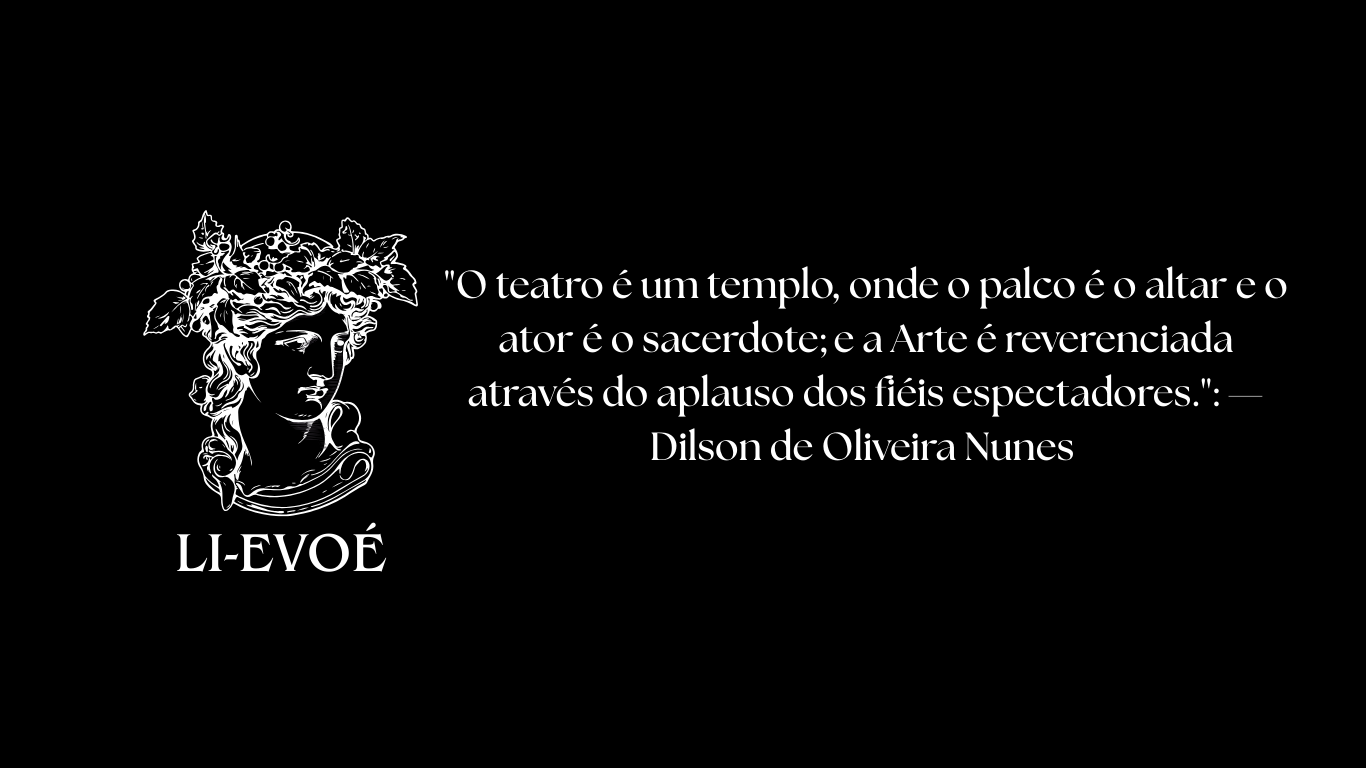 "O teatro é um templo, onde o palco é o altar e o
ator é o sacerdote; e a Arte é reverenciada
através do aplauso dos fiéis espectadores.": —
Dilson de Oliveira Nunes
LI-EVOÉ